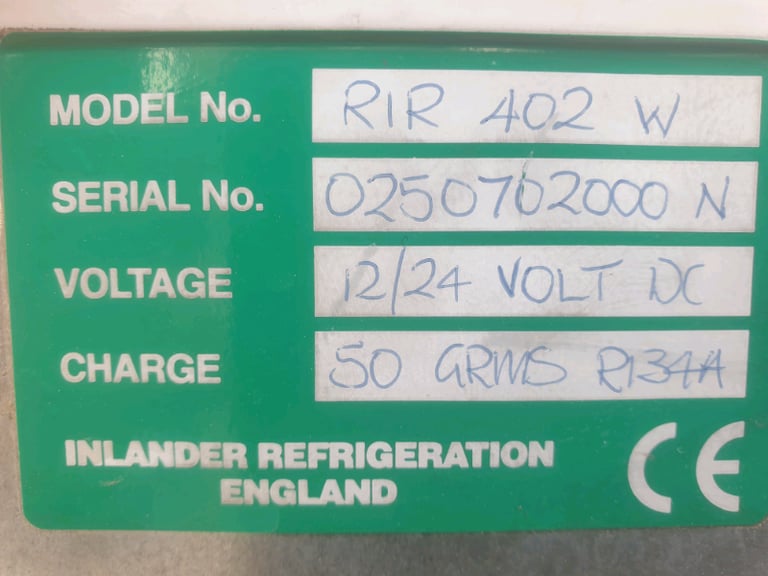 MODEL No. RIR 402 W
SERIAL No. 0250702000 N
VOLTAGE 12/24 VOLT DC
CHARGE 50 GRMS R134A
INLANDER REFRIGERATION
ENGLAND
CE